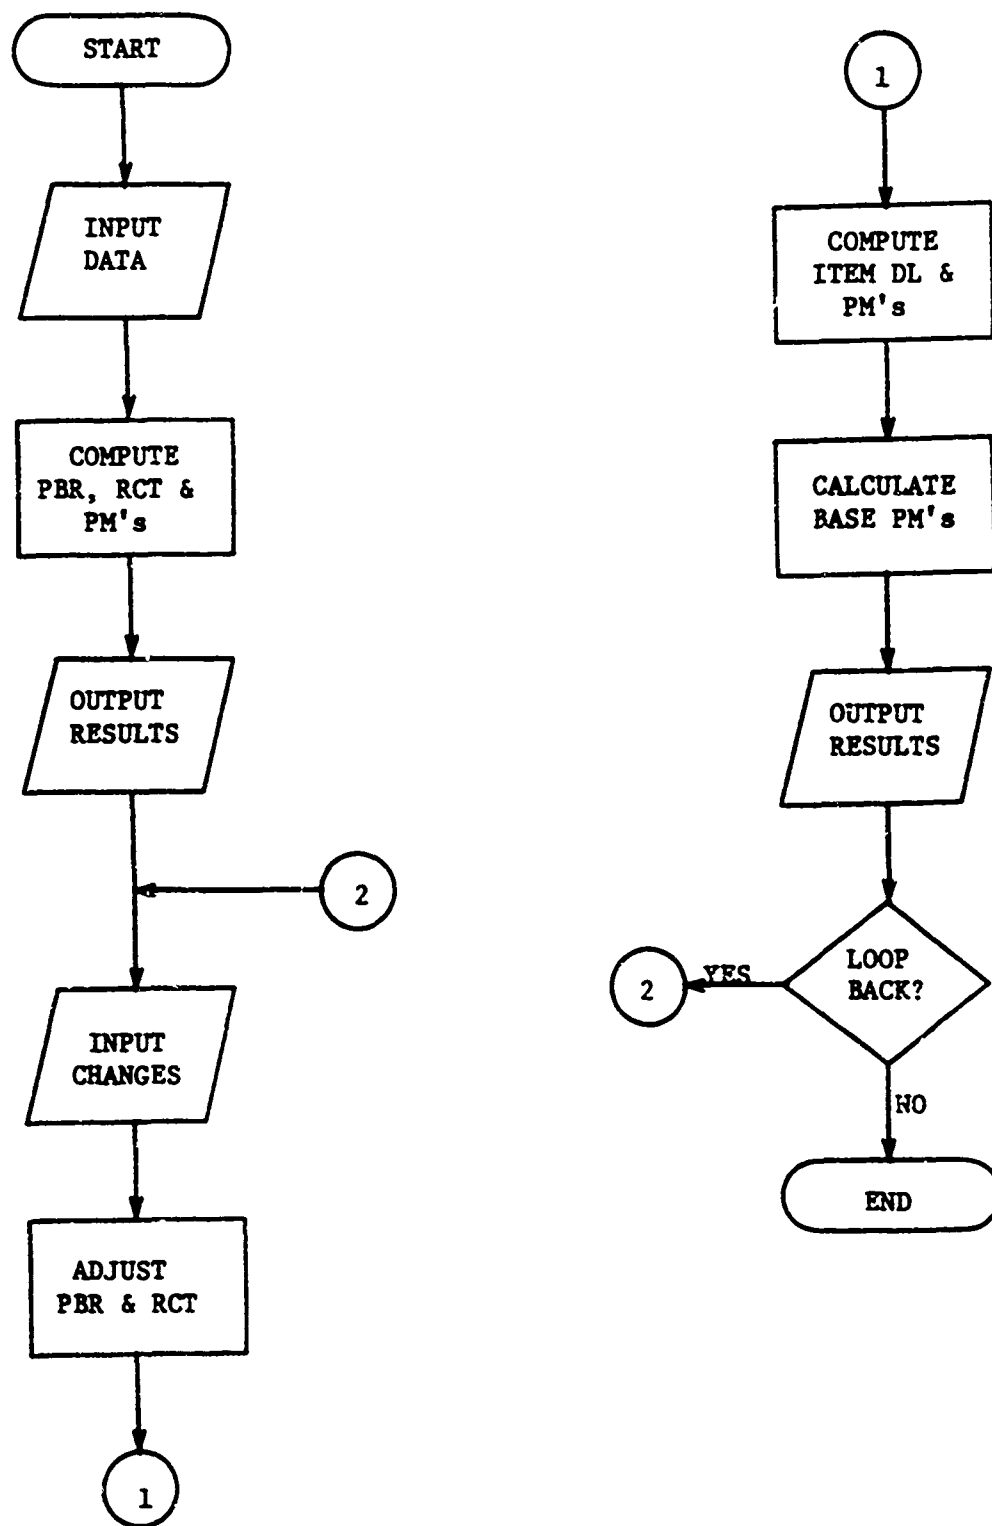 START
INPUT
DATA
COMPUTE
PBR, RCT &
PM's
OUTPUT
RESULTS
2
INPUT
CHANGES
ADJUST
PBR & RCT
1
1
COMPUTE
ITEM DL &
PM's
CALCULATE
BASE PM's
OUTPUT
RESULTS
LOOP
BACK?
YES
2
NO
END